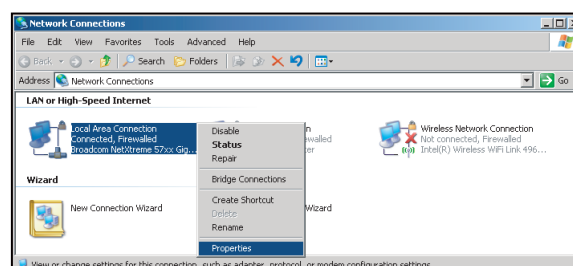 Network Connections
File Edit View Favorites Tools Advanced Help
Back Search Folders
Address Network Connections Go
LAN or High-Speed Internet
Local Area Connection
Connected, Firewalled
Broadcom NetXtreme 57xx Gig...
Disable
Status
Repair
Bridge Connections
Create Shortcut
Delete
Rename
Properties
Wireless Network Connection
Not connected, Firewalled
Intel(R) Wireless WiFi Link 496...
Wizard
New Connection Wizard
Wizard
View or change settings for this connection, such as adapter, protocol, or modem configuration settings.